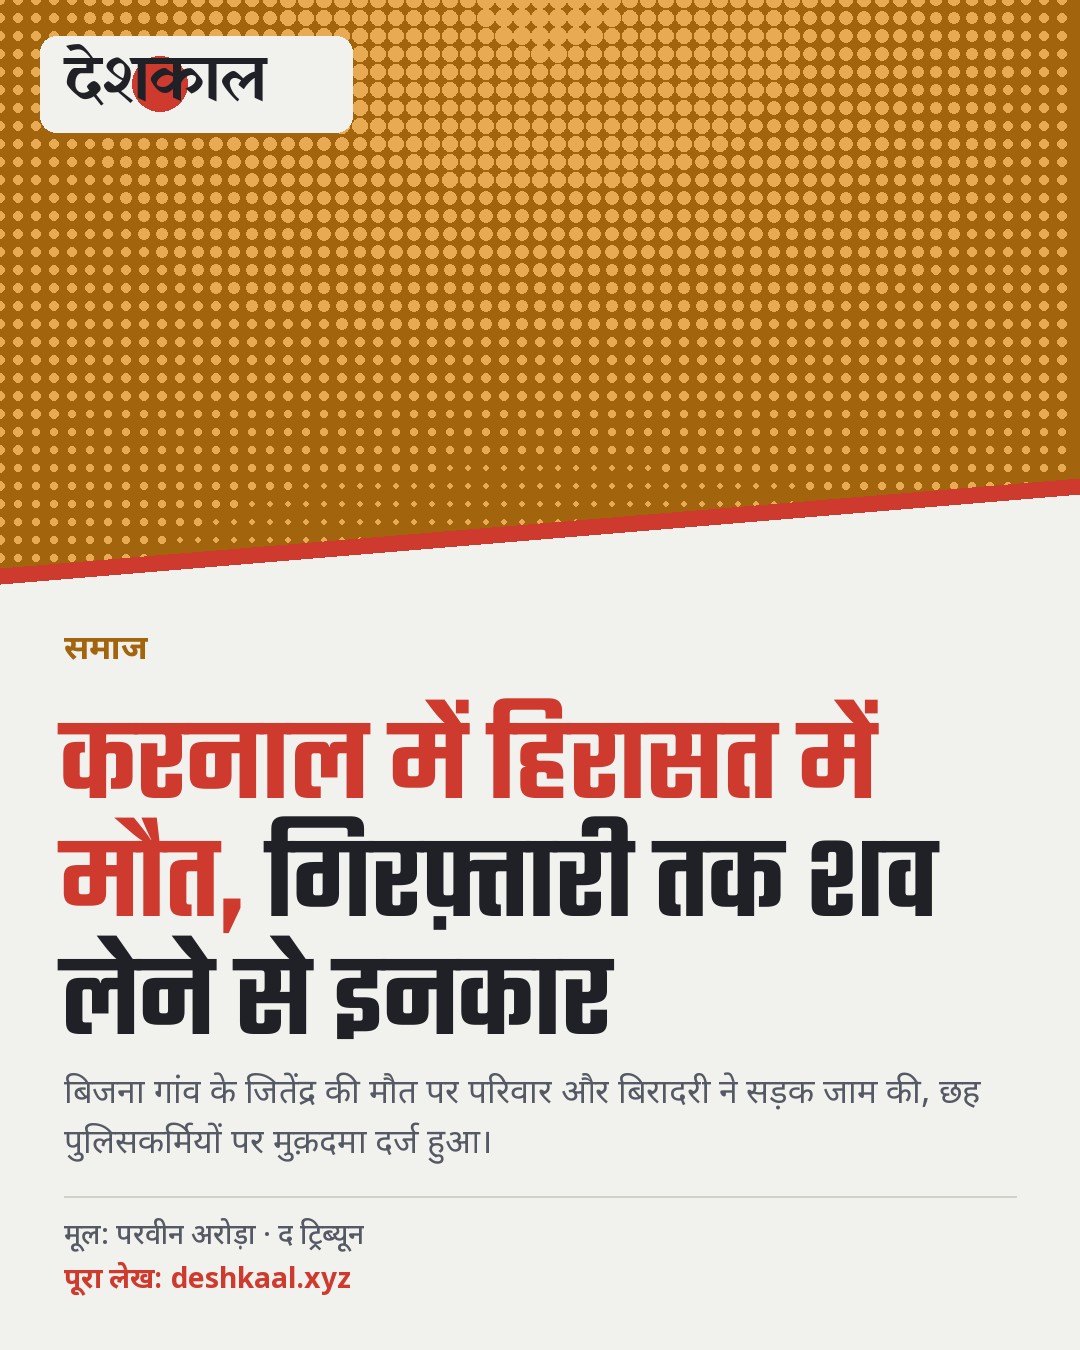 देशकाल
समाज
करनाल में हिरासत में
मौत, गिरफ़्तारी तक शव
लेने से इनकार
बिजना गांव के जितेंद्र की मौत पर परिवार और बिरादरी ने सड़क जाम की, छह
पुलिसकर्मियों पर मुक़दमा दर्ज हुआ।
मूल: परवीन अरोड़ा · द ट्रिब्यून
पूरा लेख: deshkaal.xyz